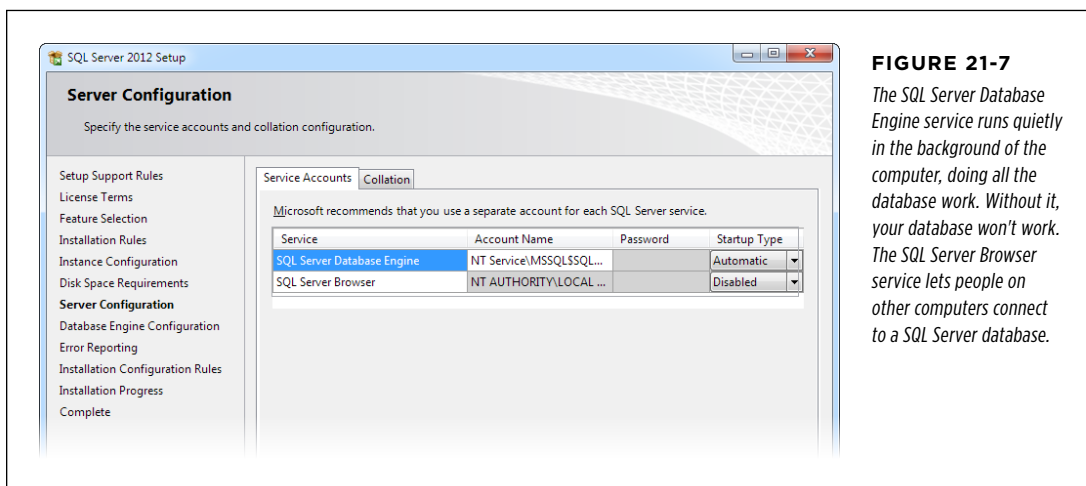 SQL Server 2012 Setup
Server Configuration
Specify the service accounts and collation configuration.
Setup Support Rules
License Terms
Feature Selection
Installation Rules
Instance Configuration
Disk Space Requirements
Server Configuration
Database Engine Configuration
Error Reporting
Installation Configuration Rules
Installation Progress
Complete
Service Accounts Collation
Microsoft recommends that you use a separate account for each SQL Server service.
Service Account Name Password Startup Type
SQL Server Database Engine NT Service\MSSQL$SQL... Automatic
SQL Server Browser NT AUTHORITY\LOCAL ... Disabled
FIGURE 21-7
The SQL Server Database
Engine service runs quietly
in the background of the
computer, doing all the
database work. Without it,
your database won't work.
The SQL Server Browser
service lets people on
other computers connect
to a SQL Server database.